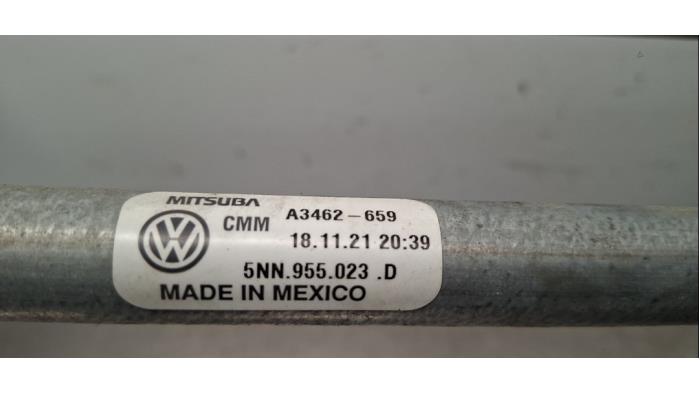 MITSUBA
CMM A3462-659
18.11.21 20:39
5NN.955.023 .D
MADE IN MEXICO